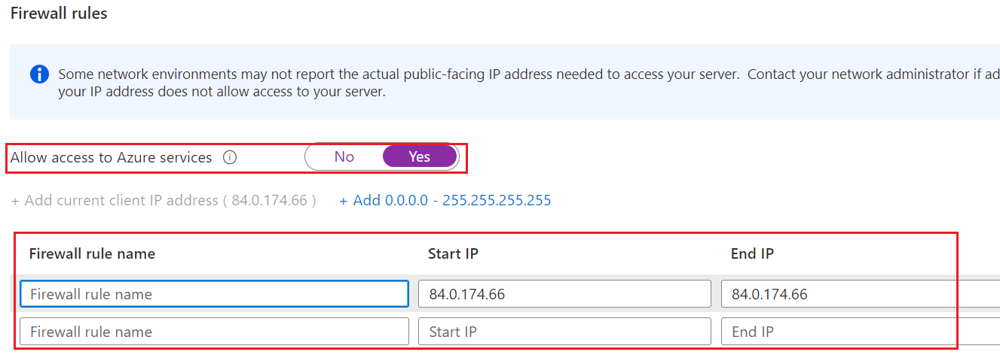 Firewall rules
Some network environments may not report the actual public-facing IP address needed to access your server.  Contact your network administrator if ad
your IP address does not allow access to your server.
Allow access to Azure services No Yes
+ Add current client IP address ( 84.0.174.66 ) + Add 0.0.0.0 - 255.255.255.255
Firewall rule name Start IP End IP
Firewall rule name 84.0.174.66 84.0.174.66
Firewall rule name Start IP End IP